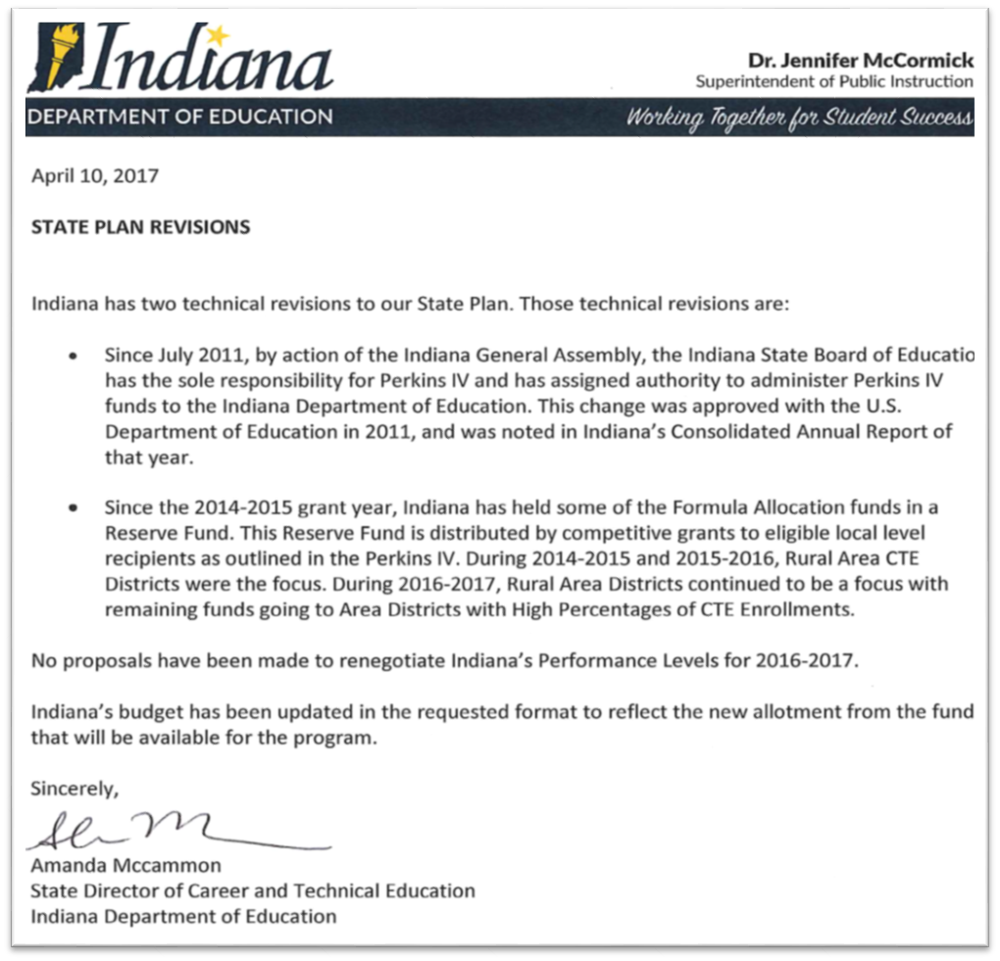 Indiana
Dr. Jennifer McCormick
Superintendent of Public Instruction
DEPARTMENT OF EDUCATION
Working Together for Student Success
April 10, 2017
STATE PLAN REVISIONS
Indiana has two technical revisions to our State Plan. Those technical revisions are:
• Since July 2011, by action of the Indiana General Assembly, the Indiana State Board of Educatio
has the sole responsibility for Perkins IV and has assigned authority to administer Perkins IV
funds to the Indiana Department of Education. This change was approved with the U.S.
Department of Education in 2011, and was noted in Indiana's Consolidated Annual Report of
that year.
• Since the 2014-2015 grant year, Indiana has held some of the Formula Allocation funds in a
Reserve Fund. This Reserve Fund is distributed by competitive grants to eligible local level
recipients as outlined in the Perkins IV. During 2014-2015 and 2015-2016, Rural Area CTE
Districts were the focus. During 2016-2017, Rural Area Districts continued to be a focus with
remaining funds going to Area Districts with High Percentages of CTE Enrollments.
No proposals have been made to renegotiate Indiana's Performance Levels for 2016-2017.
Indiana's budget has been updated in the requested format to reflect the new allotment from the fund
that will be available for the program.
Sincerely,
Amanda Mccammon
State Director of Career and Technical Education
Indiana Department of Education